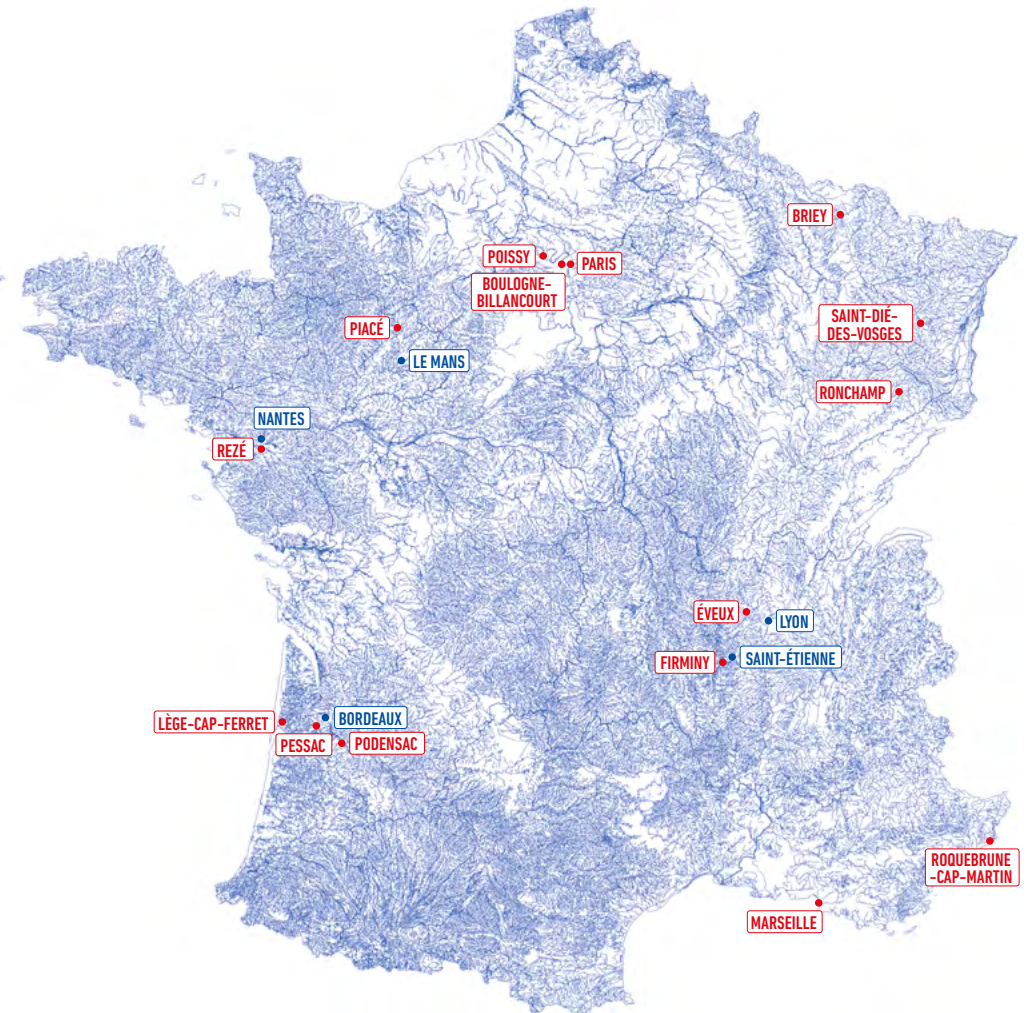 BRIEY
POISSY
PARIS
BOULOGNE-
BILLANCOURT
SAINT-DIÉ-
DES-VOSGES
PIACÉ
LE MANS
RONCHAMP
NANTES
REZÉ
ÉVEUX
LYON
SAINT-ÉTIENNE
FIRMINY
LÈGE-CAP-FERRET
BORDEAUX
PESSAC
PODENSAC
ROQUEBRUNE
-CAP-MARTIN
MARSEILLE